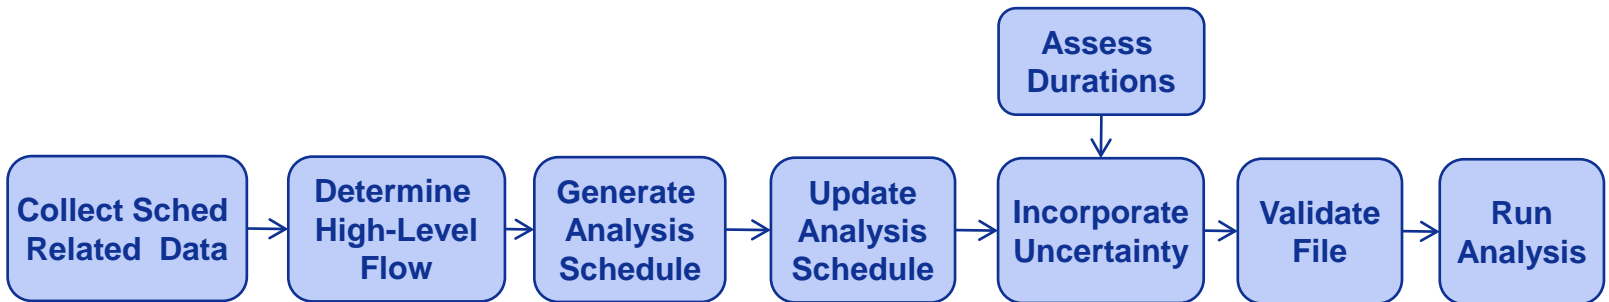 Assess
Durations
Collect Sched
Related  Data
Determine
High-Level
Flow
Generate
Analysis
Schedule
Update
Analysis
Schedule
Incorporate
Uncertainty
Validate
File
Run
Analysis